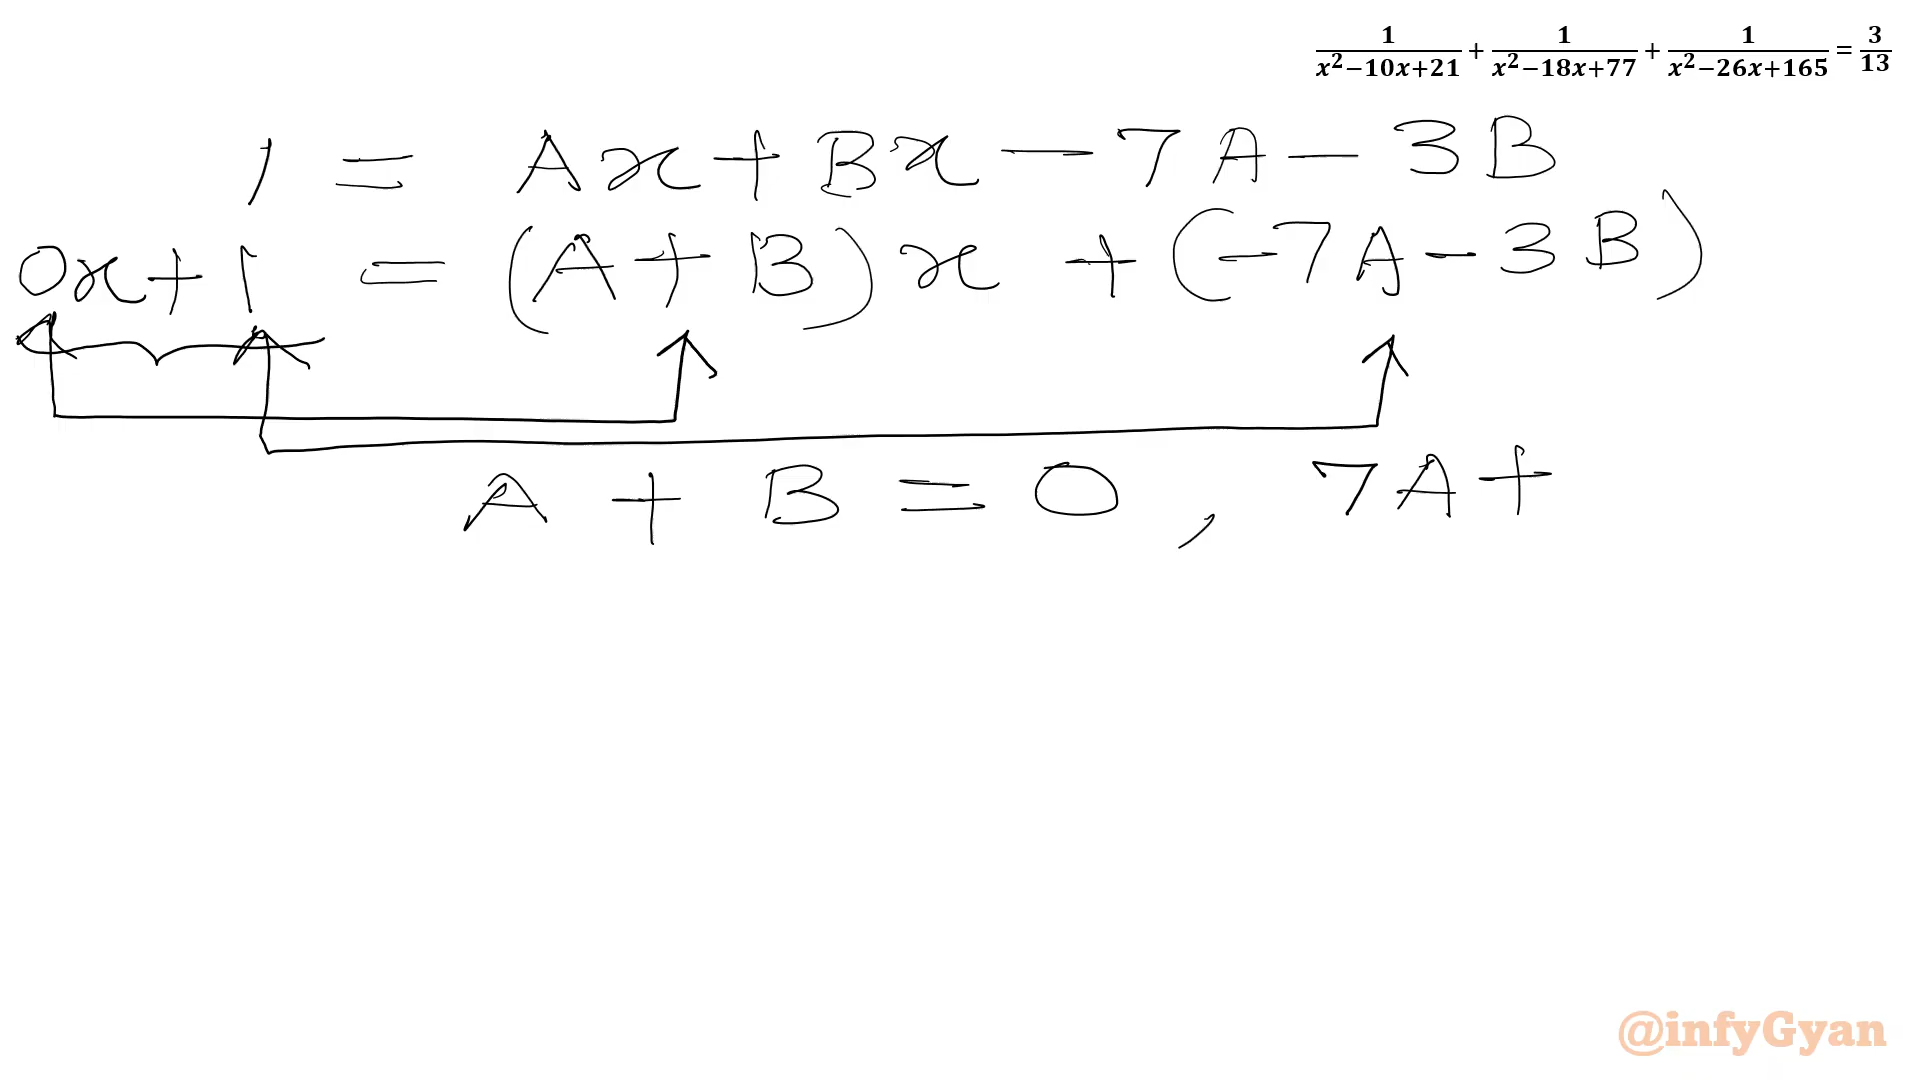 1/(x²−10x+21) + 1/(x²−18x+77) + 1/(x²−26x+165) = 3/13
1 = Ax + Bx − 7A − 3B
0x + 1 = (A + B)x + (−7A − 3B)
A + B = 0, 7A +
@infyGyan